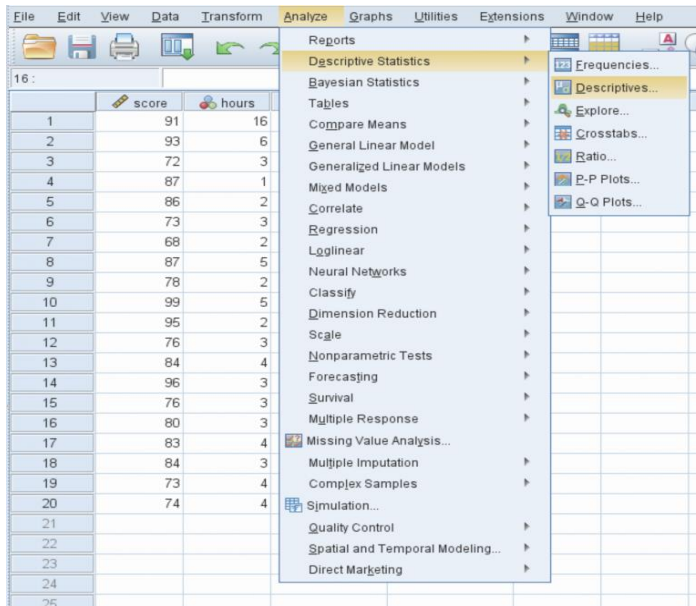 File Edit View Data Transform Analyze Graphs Utilities Extensions Window Help
16 :
score hours
1 91 16
2 93 6
3 72 3
4 87 1
5 86 2
6 73 3
7 68 2
8 87 5
9 78 2
10 99 5
11 95 2
12 76 3
13 84 4
14 96 3
15 76 3
16 80 3
17 83 4
18 84 3
19 73 4
20 74 4
21
22
23
24
25
Reports
Descriptive Statistics
Bayesian Statistics
Tables
Compare Means
General Linear Model
Generalized Linear Models
Mixed Models
Correlate
Regression
Loglinear
Neural Networks
Classify
Dimension Reduction
Scale
Nonparametric Tests
Forecasting
Survival
Multiple Response
Missing Value Analysis...
Multiple Imputation
Complex Samples
Simulation...
Quality Control
Spatial and Temporal Modeling...
Direct Marketing
Frequencies...
Descriptives...
Explore...
Crosstabs...
Ratio...
P-P Plots...
Q-Q Plots...
A